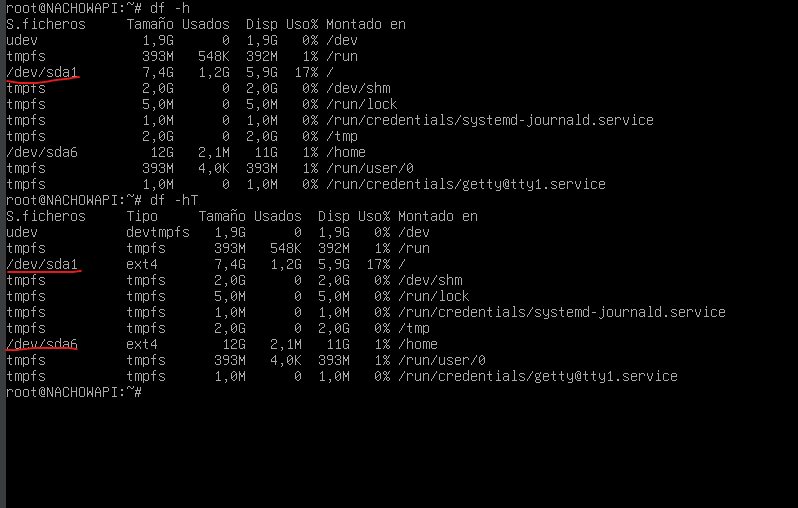 root@NACHOWAPI:~# df -h
S.ficheros     Tamaño Usados  Disp Uso% Montado en
udev             1,9G      0  1,9G   0% /dev
tmpfs            393M   548K  392M   1% /run
/dev/sda1        7,4G   1,2G  5,9G  17% /
tmpfs            2,0G      0  2,0G   0% /dev/shm
tmpfs            5,0M      0  5,0M   0% /run/lock
tmpfs            1,0M      0  1,0M   0% /run/credentials/systemd-journald.service
tmpfs            2,0G      0  2,0G   0% /tmp
/dev/sda6         12G   2,1M   11G   1% /home
tmpfs            393M   4,0K  393M   1% /run/user/0
tmpfs            1,0M      0  1,0M   0% /run/credentials/getty@tty1.service
root@NACHOWAPI:~# df -hT
S.ficheros     Tipo     Tamaño Usados  Disp Uso% Montado en
udev           devtmpfs   1,9G      0  1,9G   0% /dev
tmpfs          tmpfs      393M   548K  392M   1% /run
/dev/sda1      ext4       7,4G   1,2G  5,9G  17% /
tmpfs          tmpfs      2,0G      0  2,0G   0% /dev/shm
tmpfs          tmpfs      5,0M      0  5,0M   0% /run/lock
tmpfs          tmpfs      1,0M      0  1,0M   0% /run/credentials/systemd-journald.service
tmpfs          tmpfs      2,0G      0  2,0G   0% /tmp
/dev/sda6      ext4        12G   2,1M   11G   1% /home
tmpfs          tmpfs      393M   4,0K  393M   1% /run/user/0
tmpfs          tmpfs      1,0M      0  1,0M   0% /run/credentials/getty@tty1.service
root@NACHOWAPI:~#